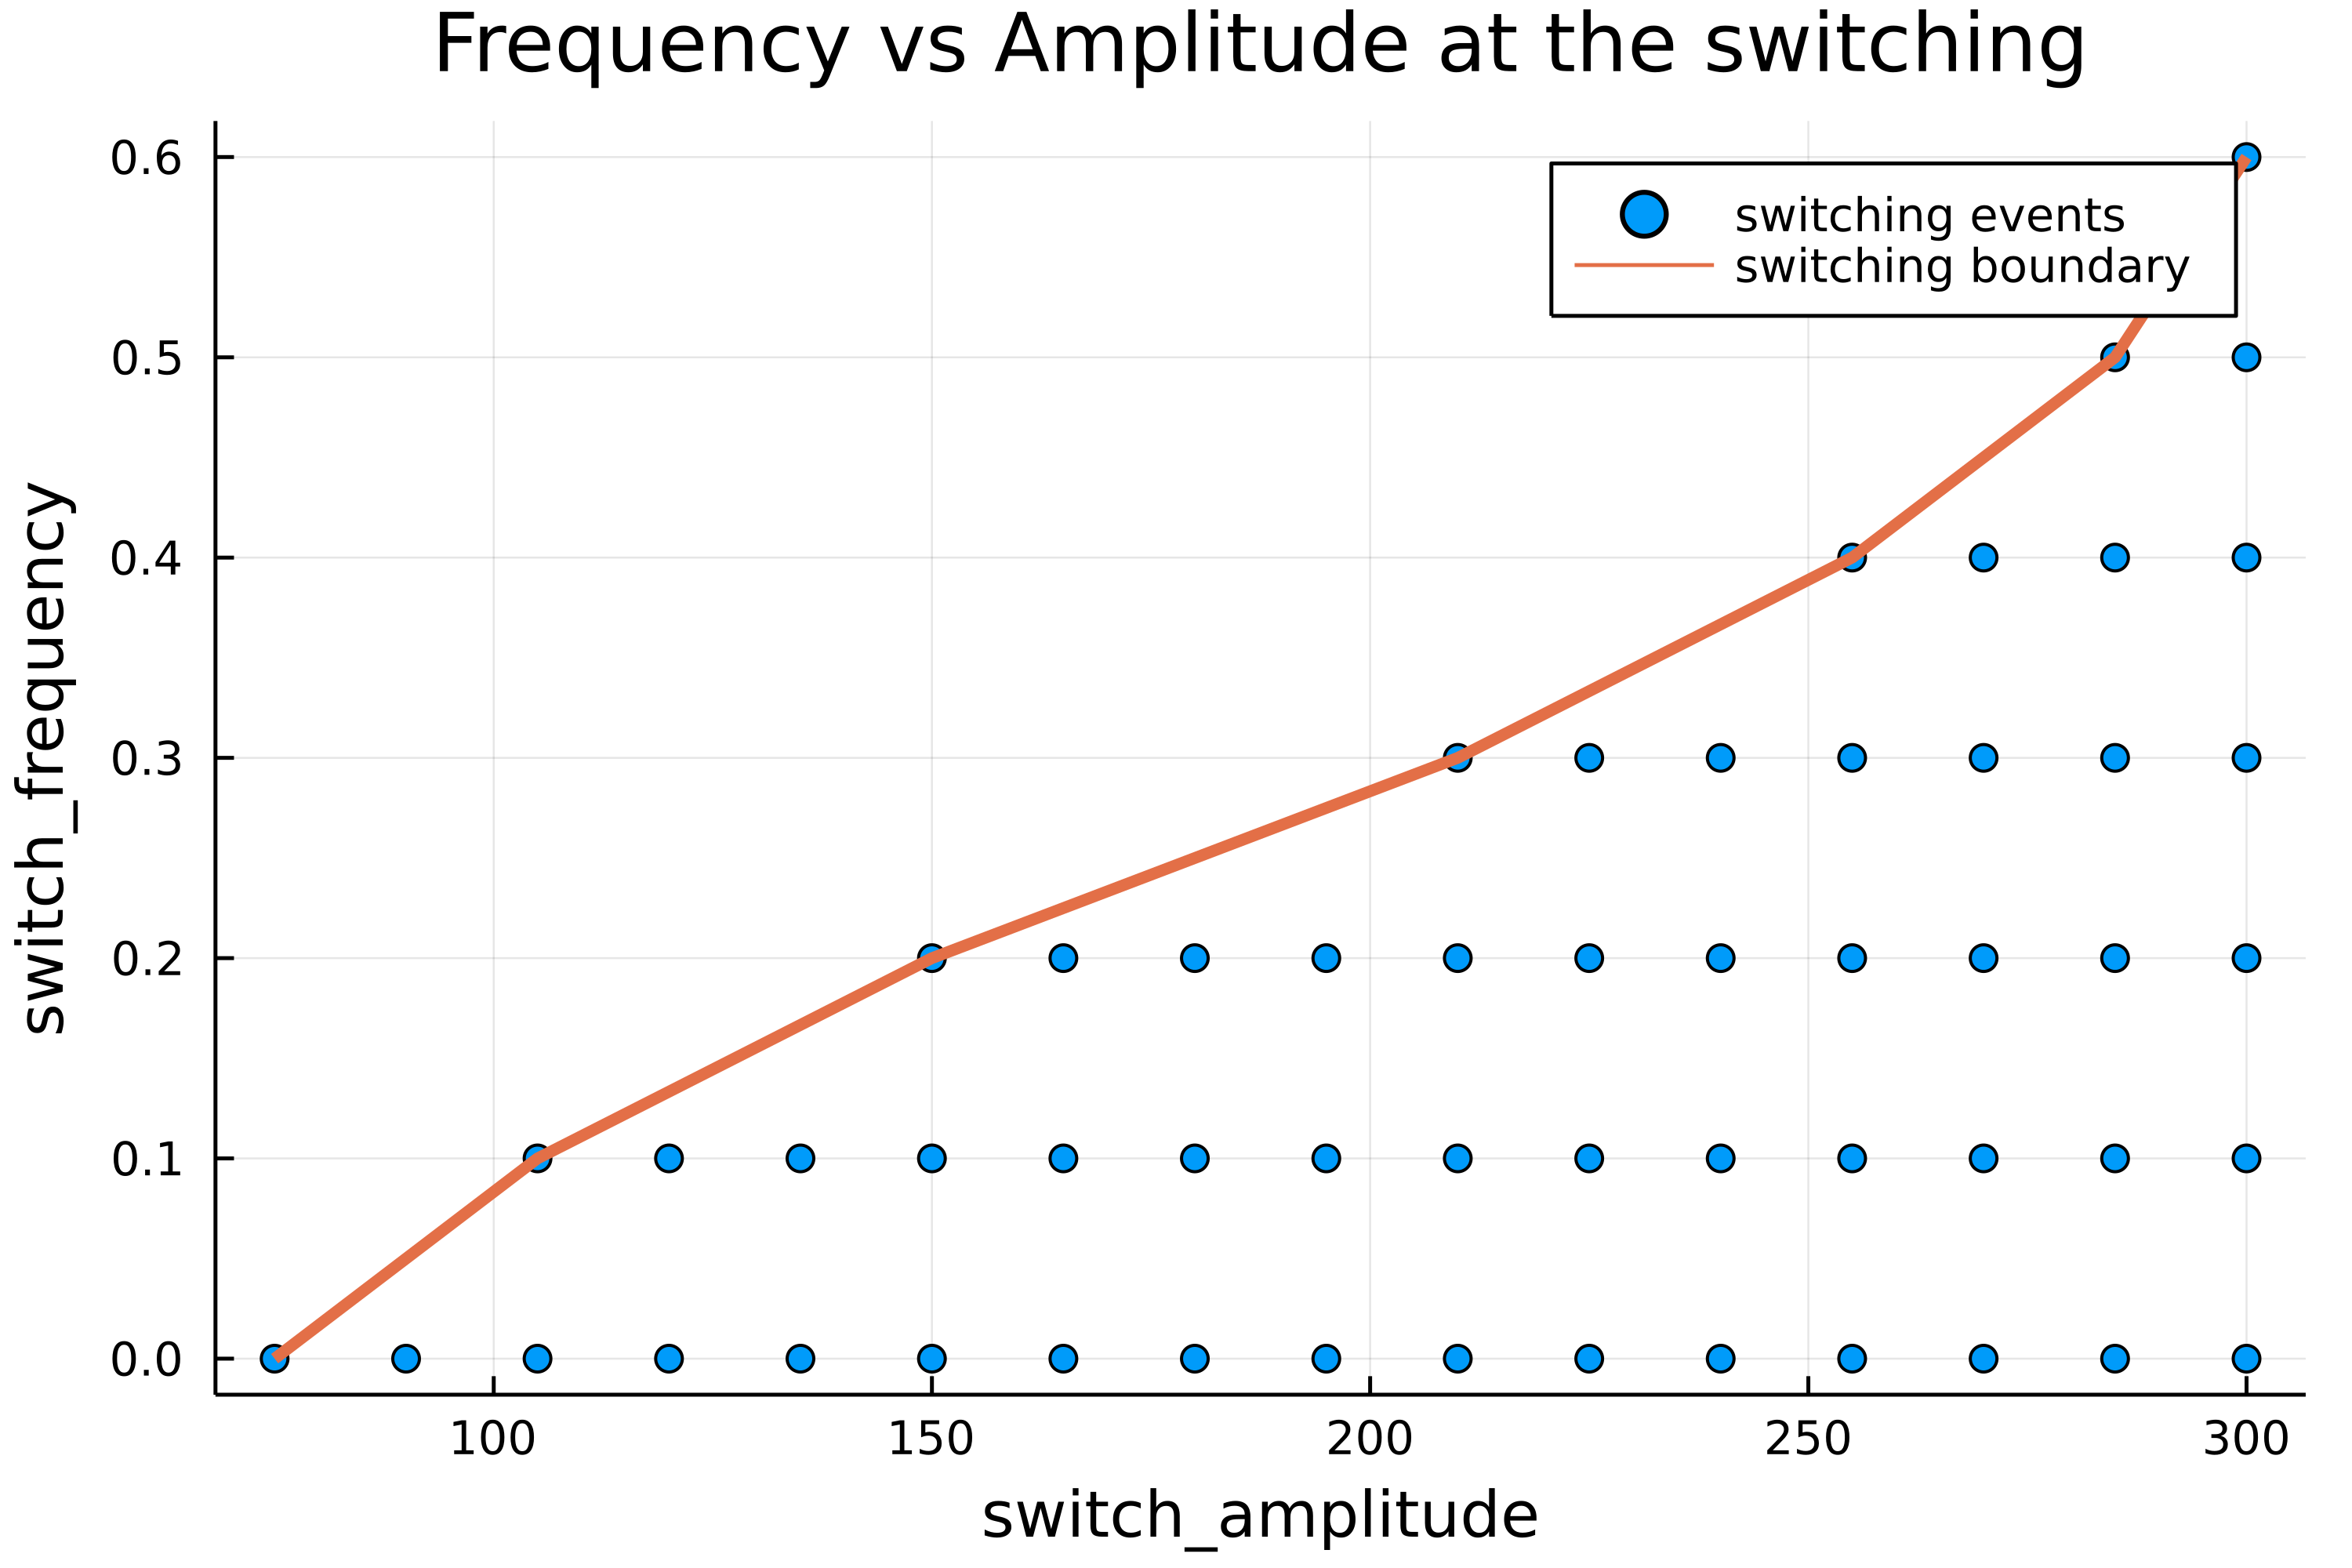 Frequency vs Amplitude at the switching
switching events
switching boundary
switch_frequency
0.6
0.5
0.4
0.3
0.2
0.1
0.0
100 150 200 250 300
switch_amplitude